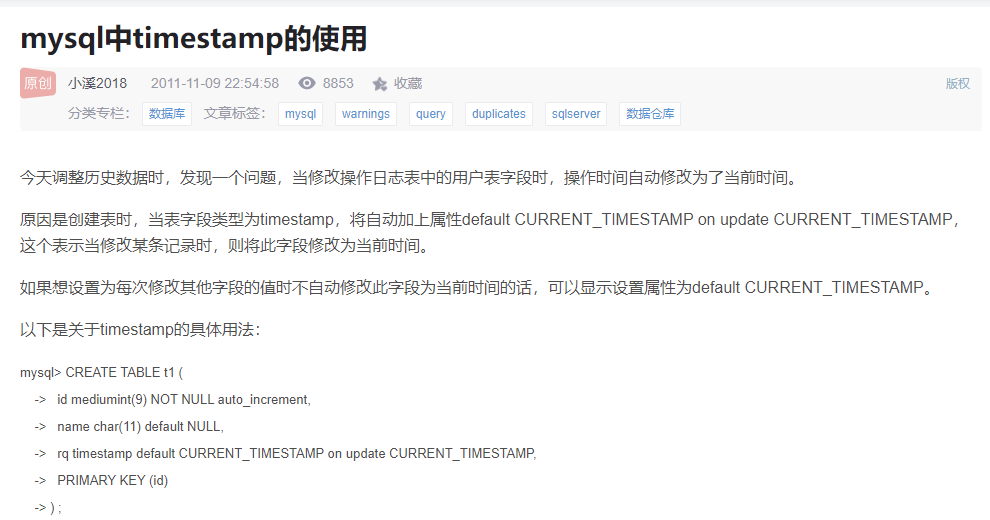 mysql中timestamp的使用
原创 小溪2018 2011-11-09 22:54:58 8853 收藏 版权
分类专栏： 数据库 文章标签： mysql warnings query duplicates sqlserver 数据仓库
今天调整历史数据时，发现一个问题，当修改操作日志表中的用户表字段时，操作时间自动修改为了当前时间。
原因是创建表时，当表字段类型为timestamp，将自动加上属性default CURRENT_TIMESTAMP on update CURRENT_TIMESTAMP，
这个表示当修改某条记录时，则将此字段修改为当前时间。
如果想设置为每次修改其他字段的值时不自动修改此字段为当前时间的话，可以显示设置属性为default CURRENT_TIMESTAMP。
以下是关于timestamp的具体用法：
mysql> CREATE TABLE t1 (
-> id mediumint(9) NOT NULL auto_increment,
-> name char(11) default NULL,
-> rq timestamp default CURRENT_TIMESTAMP on update CURRENT_TIMESTAMP,
-> PRIMARY KEY (id)
-> ) ;